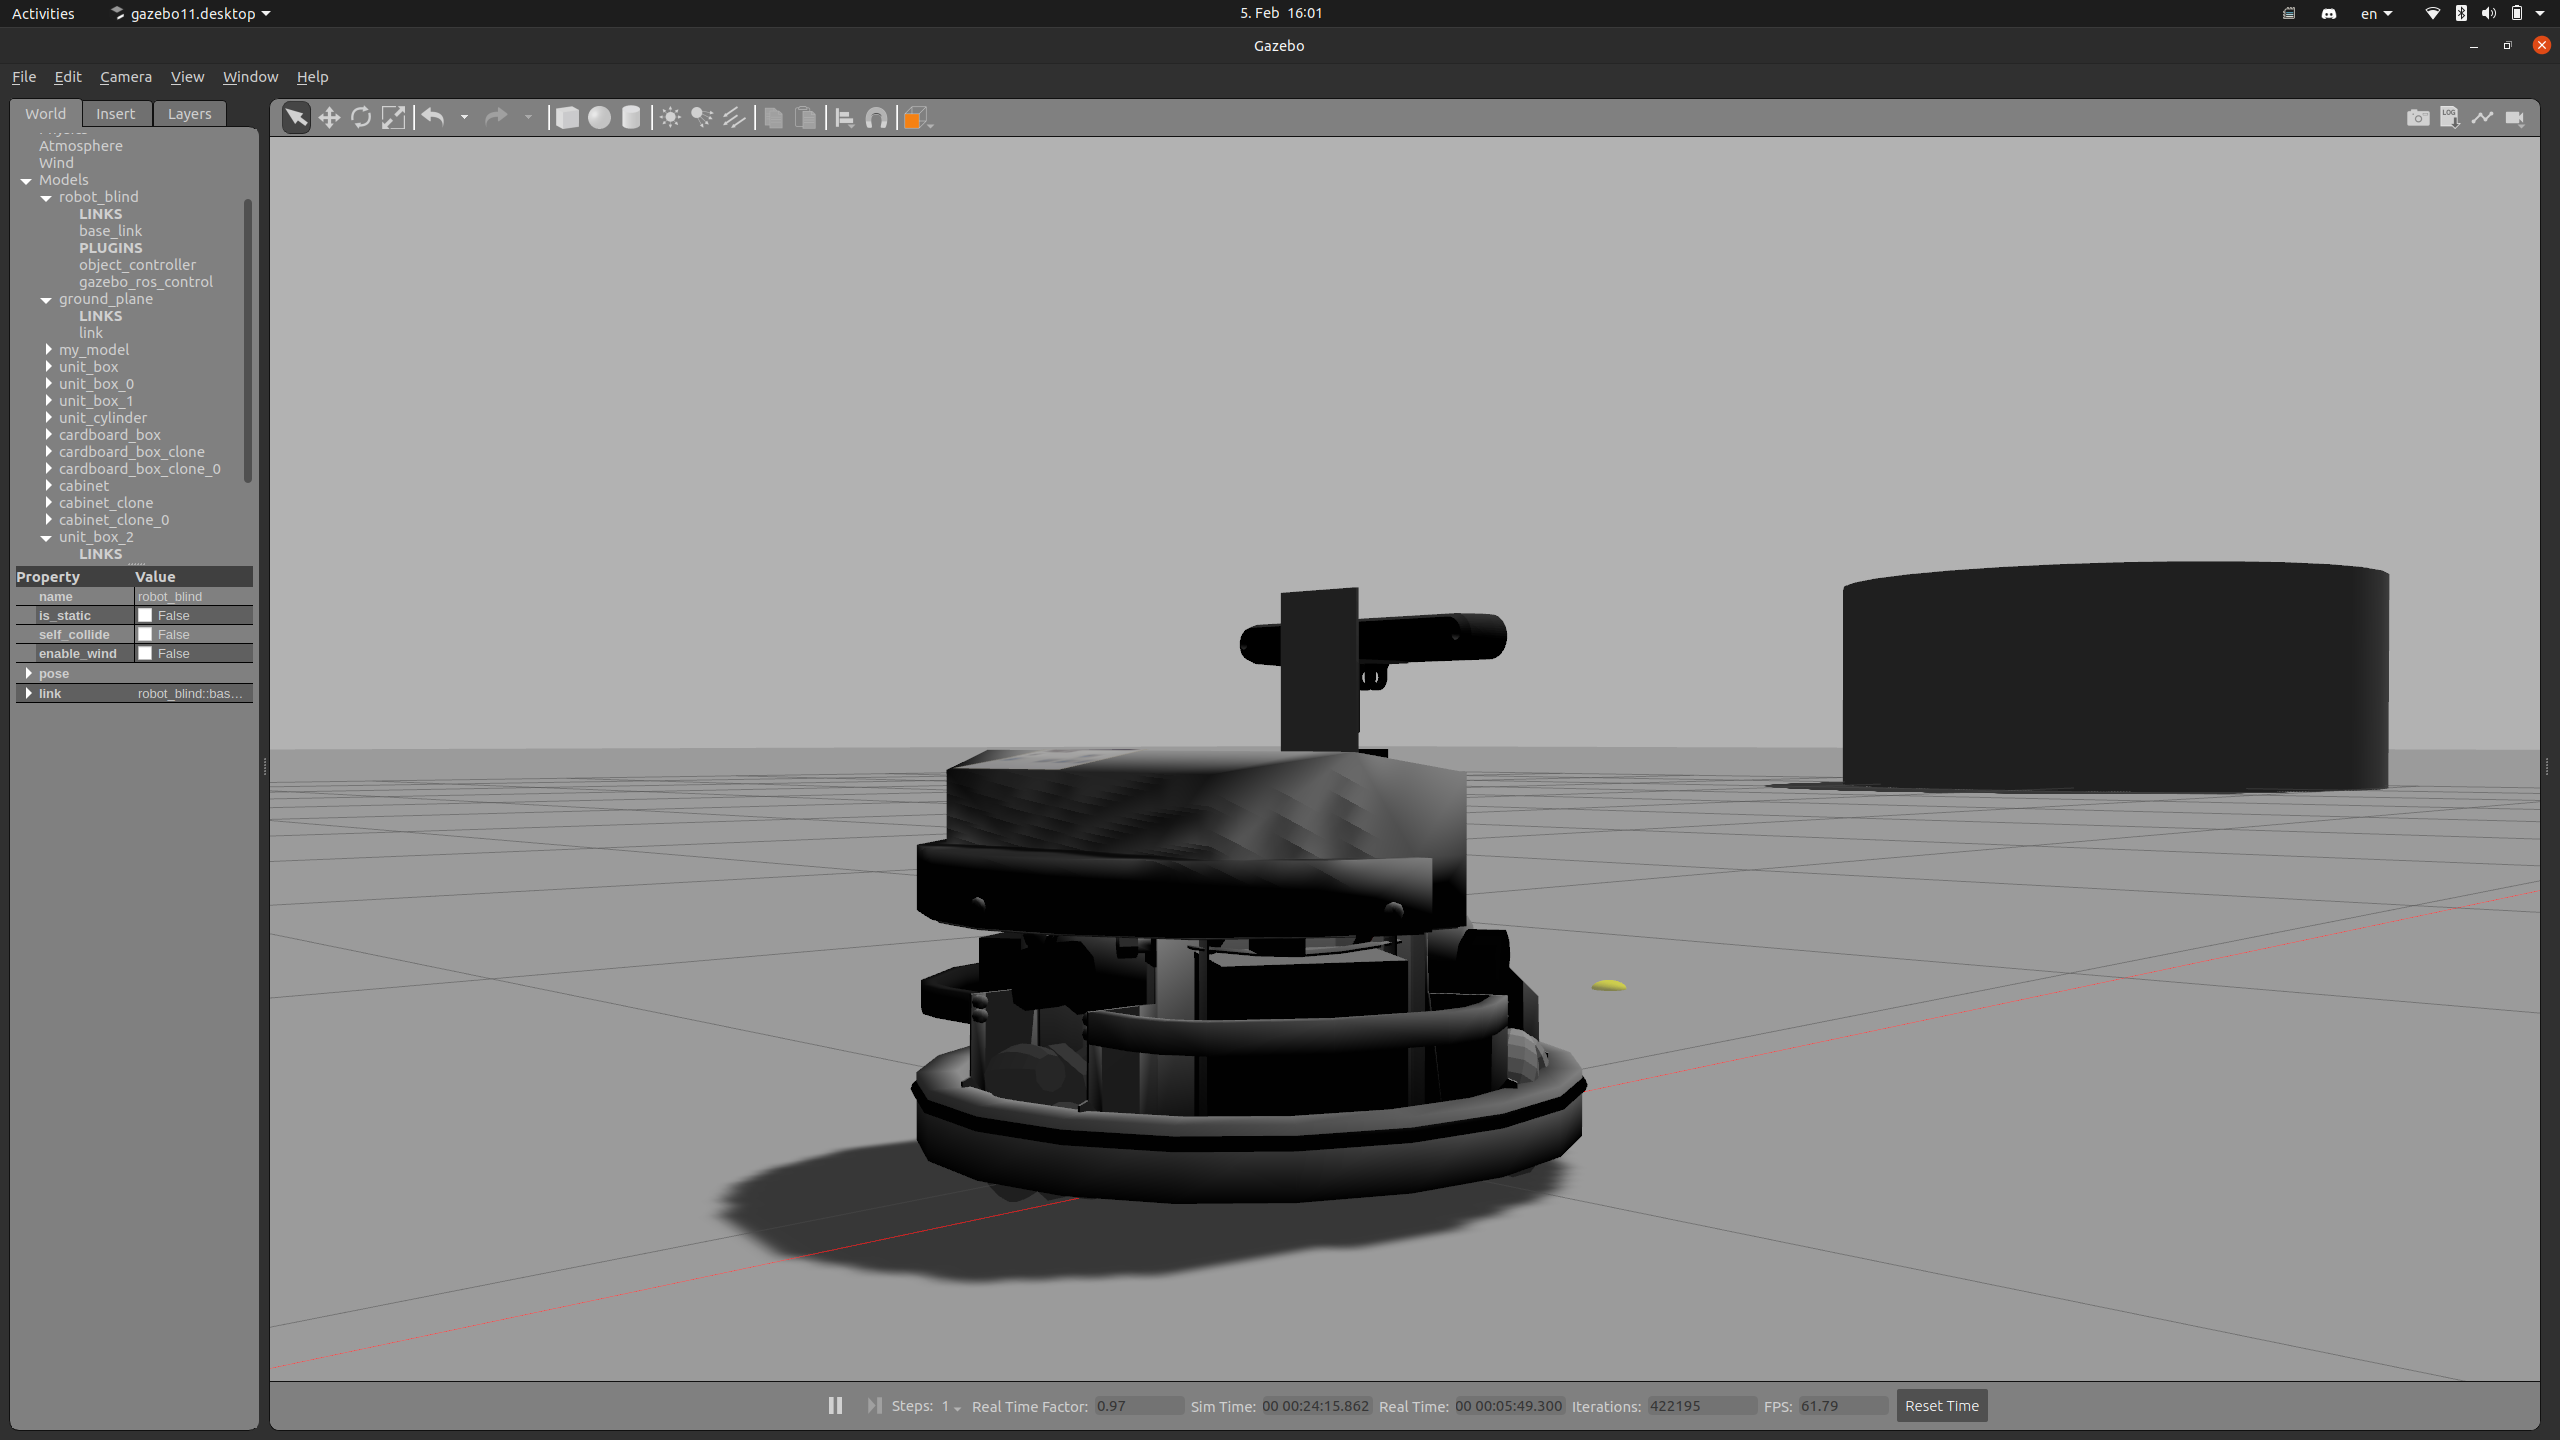 Activities gazebo11.desktop 5. Feb 16:01 en
Gazebo
File Edit Camera View Window Help
World Insert Layers
Atmosphere
Wind
Models
robot_blind
LINKS
base_link
PLUGINS
object_controller
gazebo_ros_control
ground_plane
LINKS
link
my_model
unit_box
unit_box_0
unit_box_1
unit_cylinder
cardboard_box
cardboard_box_clone
cardboard_box_clone_0
cabinet
cabinet_clone
cabinet_clone_0
unit_box_2
LINKS
Property Value
name robot_blind
is_static False
self_collide False
enable_wind False
pose
link robot_blind::bas...
LOG
Steps: 1 Real Time Factor: 0.97 Sim Time: 00 00:24:15.862 Real Time: 00 00:05:49.300 Iterations: 422195 FPS: 61.79 Reset Time